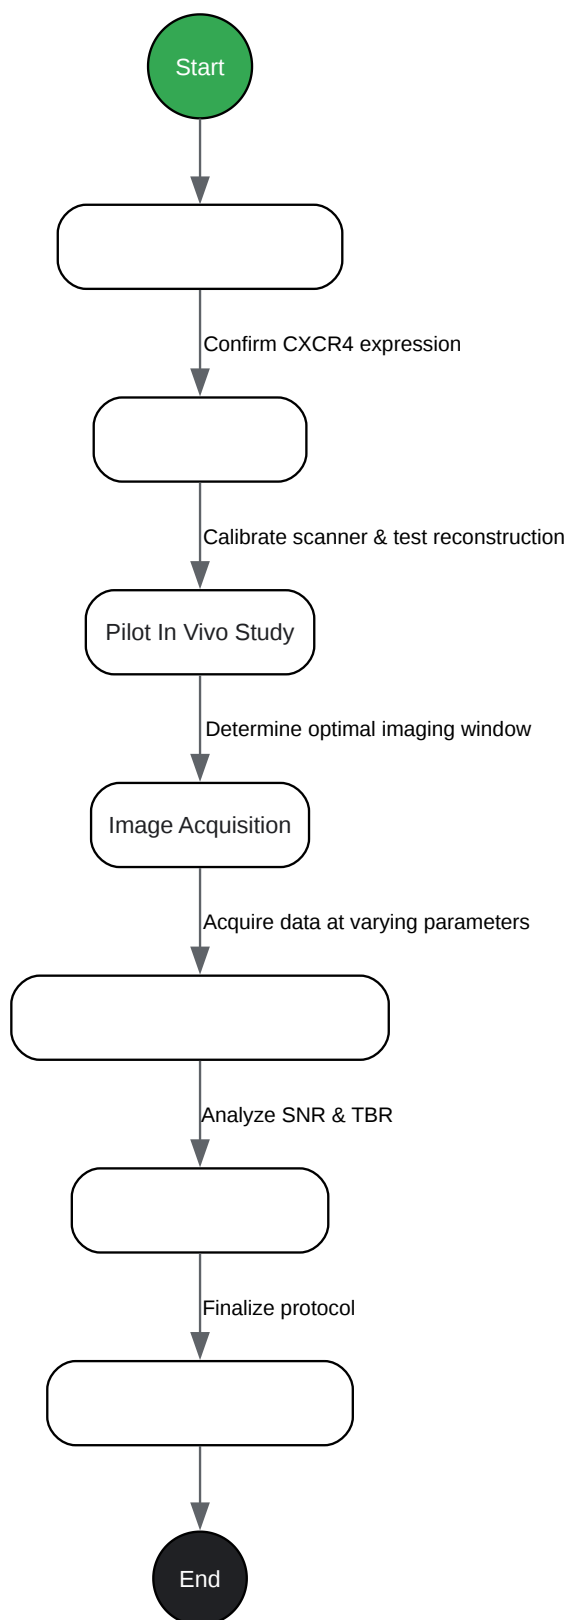 Start
Confirm CXCR4 expression
Calibrate scanner & test reconstruction
Pilot In Vivo Study
Determine optimal imaging window
Image Acquisition
Acquire data at varying parameters
Analyze SNR & TBR
Finalize protocol
End